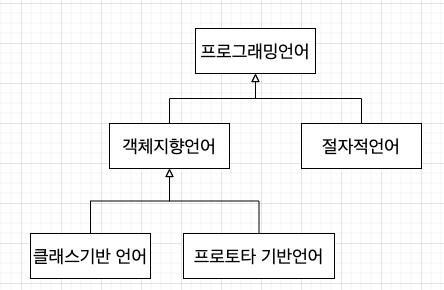 프로그래밍언어
객체지향언어
절자적언어
클래스기반 언어
프로토타 기반언어